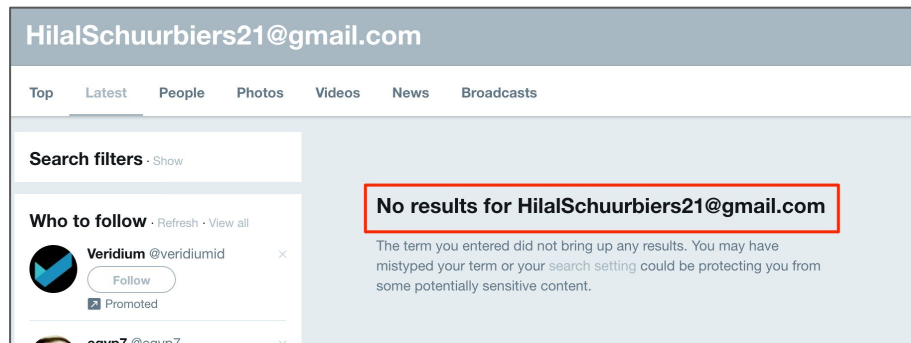 HilalSchuurbiers21@gmail.com
Top Latest People Photos Videos News Broadcasts
Search filters · Show
Who to follow · Refresh · View all
Veridium @veridiumid
Follow
Promoted
egyp7 @egyp7
No results for HilalSchuurbiers21@gmail.com
The term you entered did not bring up any results. You may have
mistyped your term or your search setting could be protecting you from
some potentially sensitive content.